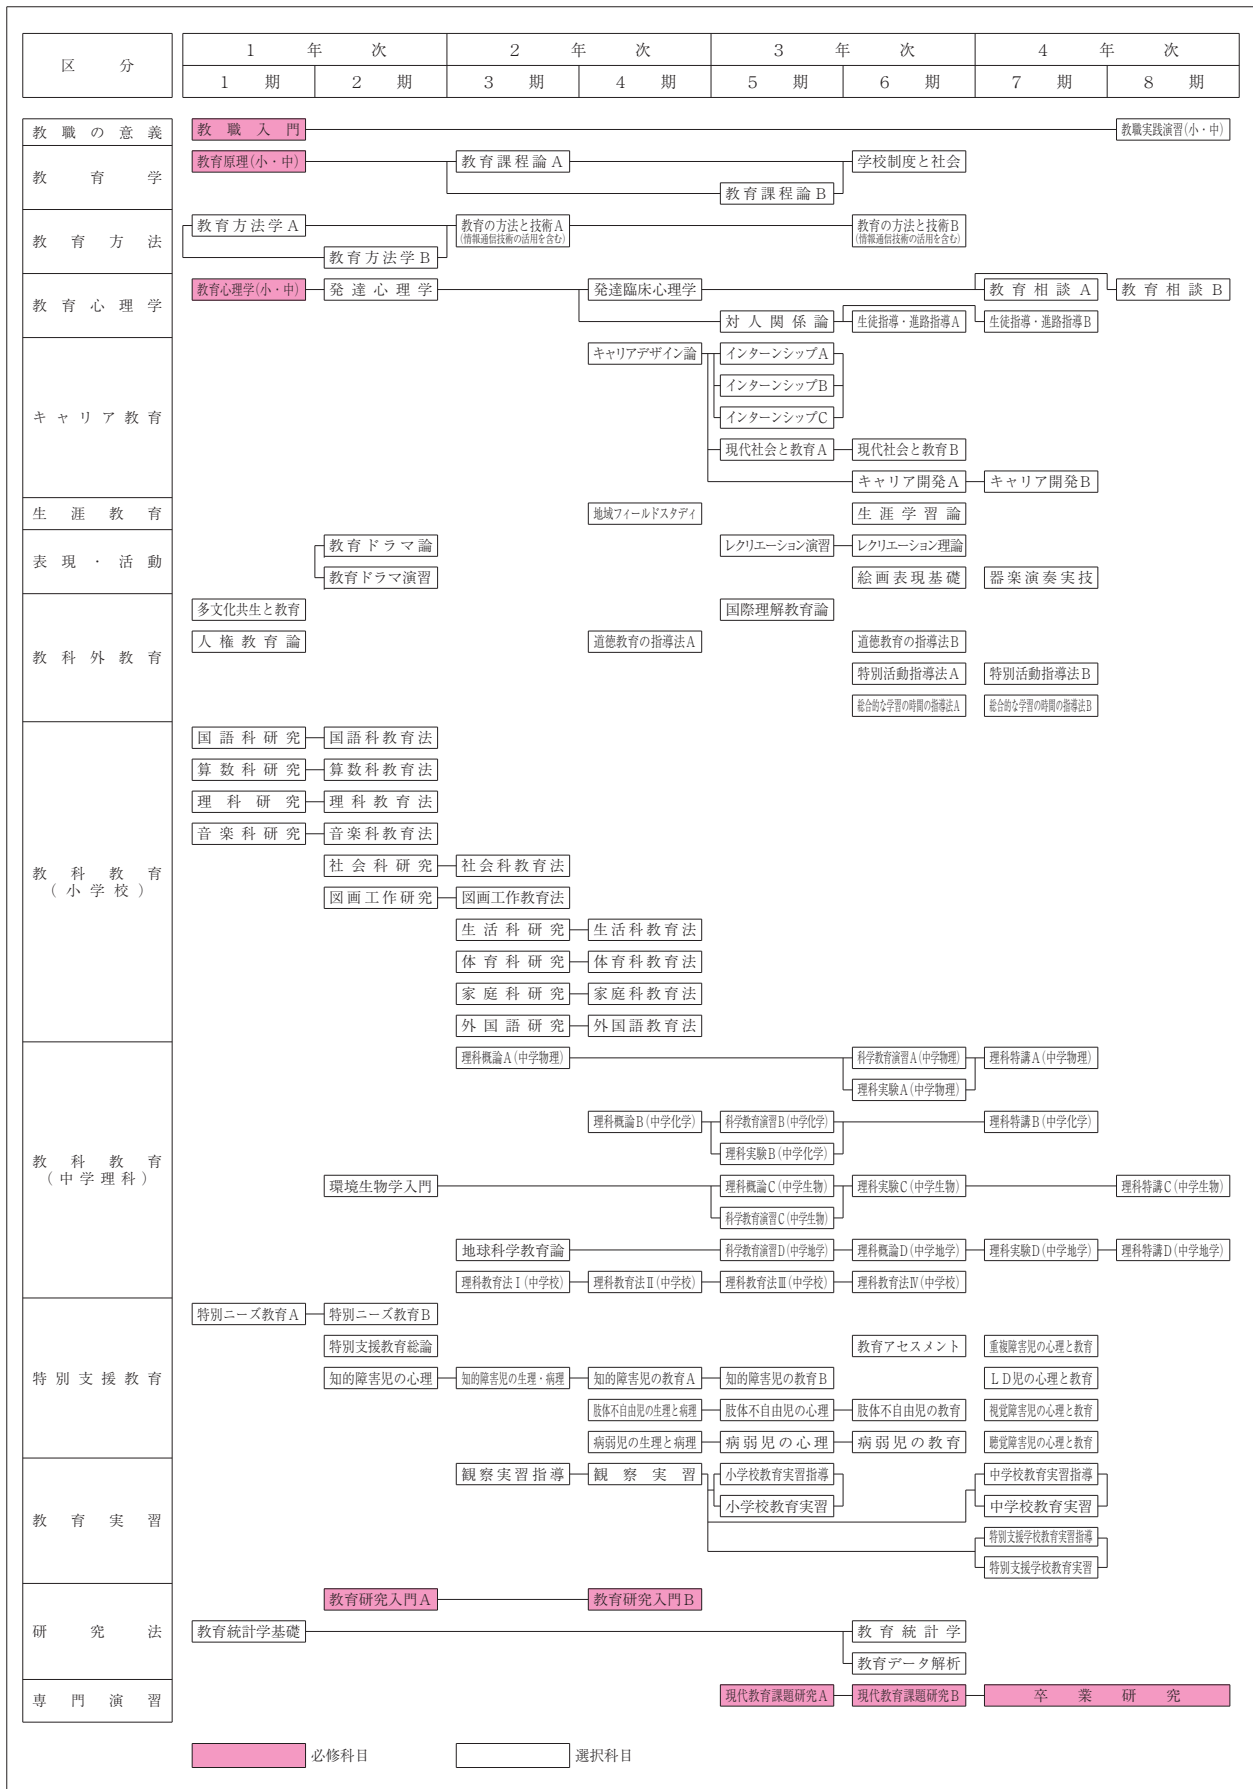 区分
1年次 2年次 3年次 4年次
1期 2期 3期 4期 5期 6期 7期 8期
教職の意義 教職入門 教職実践演習(小・中)
教育学 教育原理(小・中) 教育課程論A 学校制度と社会
教育課程論B
教育方法 教育方法学A 教育の方法と技術A 教育の方法と技術B
(情報通信技術の活用を含む) (情報通信技術の活用を含む)
教育方法学B
教育心理学 教育心理学(小・中) 発達心理学 発達臨床心理学 教育相談A 教育相談B
対人関係論 生徒指導・進路指導A 生徒指導・進路指導B
キャリア教育 キャリアデザイン論 インターンシップA
インターンシップB
インターンシップC
現代社会と教育A 現代社会と教育B
キャリア開発A キャリア開発B
生涯教育 地域フィールドスタディ 生涯学習論
表現・活動 教育ドラマ論 レクリエーション演習 レクリエーション理論
教育ドラマ演習 絵画表現基礎 器楽演奏実技
教科外教育 多文化共生と教育 国際理解教育論
人権教育論 道徳教育の指導法A 道徳教育の指導法B
特別活動指導法A 特別活動指導法B
総合的な学習の時間の指導法A 総合的な学習の時間の指導法B
教科教育
(小学校)
国語科研究 国語科教育法
算数科研究 算数科教育法
理科研究 理科教育法
音楽科研究 音楽科教育法
社会科研究 社会科教育法
図画工作研究 図画工作教育法
生活科研究 生活科教育法
体育科研究 体育科教育法
家庭科研究 家庭科教育法
外国語研究 外国語教育法
教科教育
(中学理科)
理科概論A(中学物理) 科学教育演習A(中学物理) 理科特講A(中学物理)
理科実験A(中学物理)
理科概論B(中学化学) 科学教育演習B(中学化学) 理科特講B(中学化学)
理科実験B(中学化学)
環境生物学入門 理科概論C(中学生物) 理科実験C(中学生物) 理科特講C(中学生物)
科学教育演習C(中学生物)
地球科学教育論 科学教育演習D(中学地学) 理科概論D(中学地学) 理科実験D(中学地学) 理科特講D(中学地学)
理科教育法Ⅰ(中学校) 理科教育法Ⅱ(中学校) 理科教育法Ⅲ(中学校) 理科教育法Ⅳ(中学校)
特別支援教育 特別ニーズ教育A 特別ニーズ教育B
特別支援教育総論 教育アセスメント 重複障害児の心理と教育
知的障害児の心理 知的障害児の生理・病理 知的障害児の教育A 知的障害児の教育B LD児の心理と教育
肢体不自由児の生理と病理 肢体不自由児の心理 肢体不自由児の教育 視覚障害児の心理と教育
病弱児の生理と病理 病弱児の心理 病弱児の教育 聴覚障害児の心理と教育
教育実習 観察実習指導 観察実習 小学校教育実習指導 中学校教育実習指導
小学校教育実習 中学校教育実習
特別支援学校教育実習指導
特別支援学校教育実習
研究法 教育研究入門A 教育研究入門B
教育統計学基礎 教育統計学
教育データ解析
専門演習 現代教育課題研究A 現代教育課題研究B 卒業研究
必修科目 選択科目